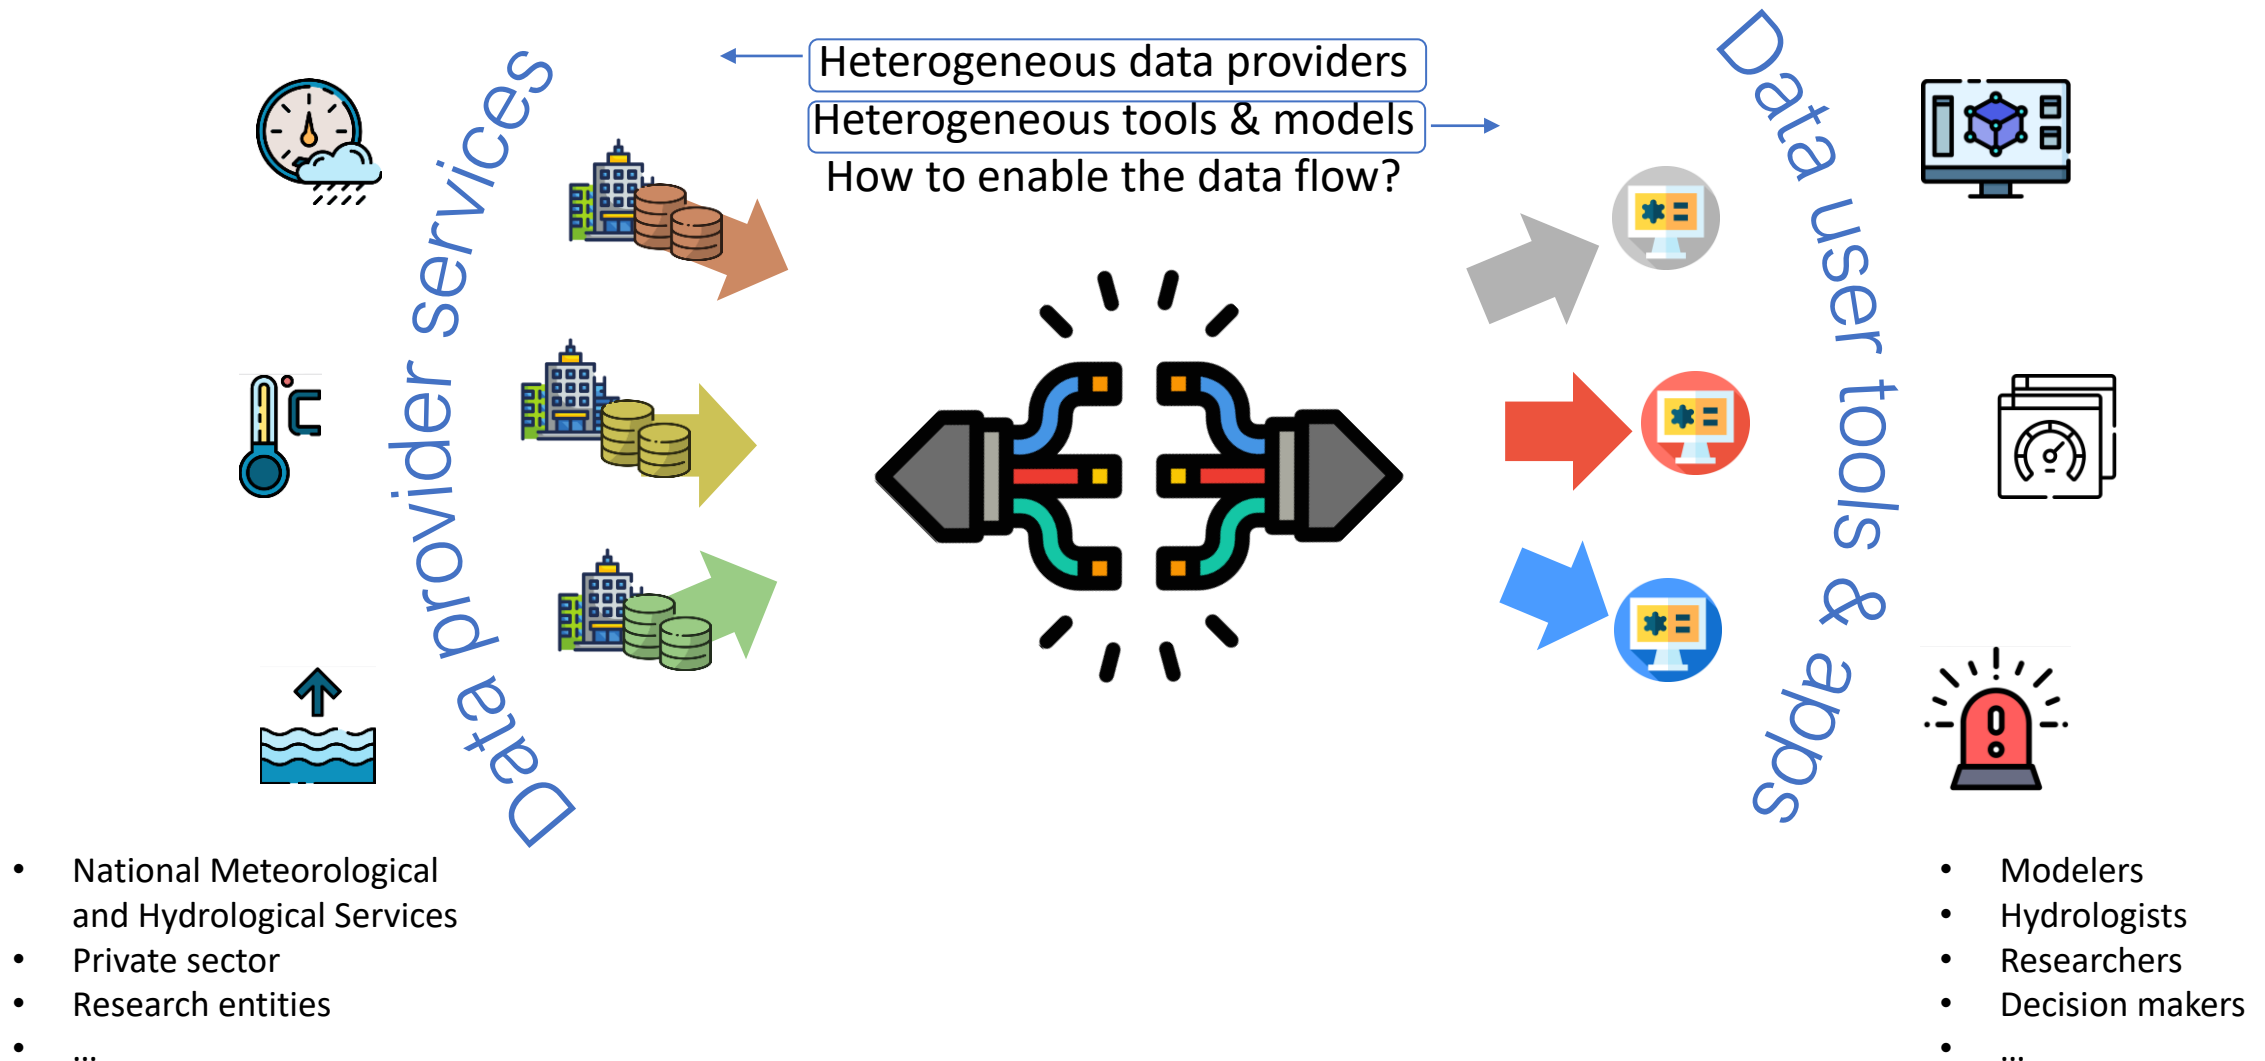 Heterogeneous data providers
Heterogeneous tools & models
How to enable the data flow?
Data provider services
Data user tools & apps
• National Meteorological
and Hydrological Services
• Private sector
• Research entities
• ...
• Modelers
• Hydrologists
• Researchers
• Decision makers
• ...